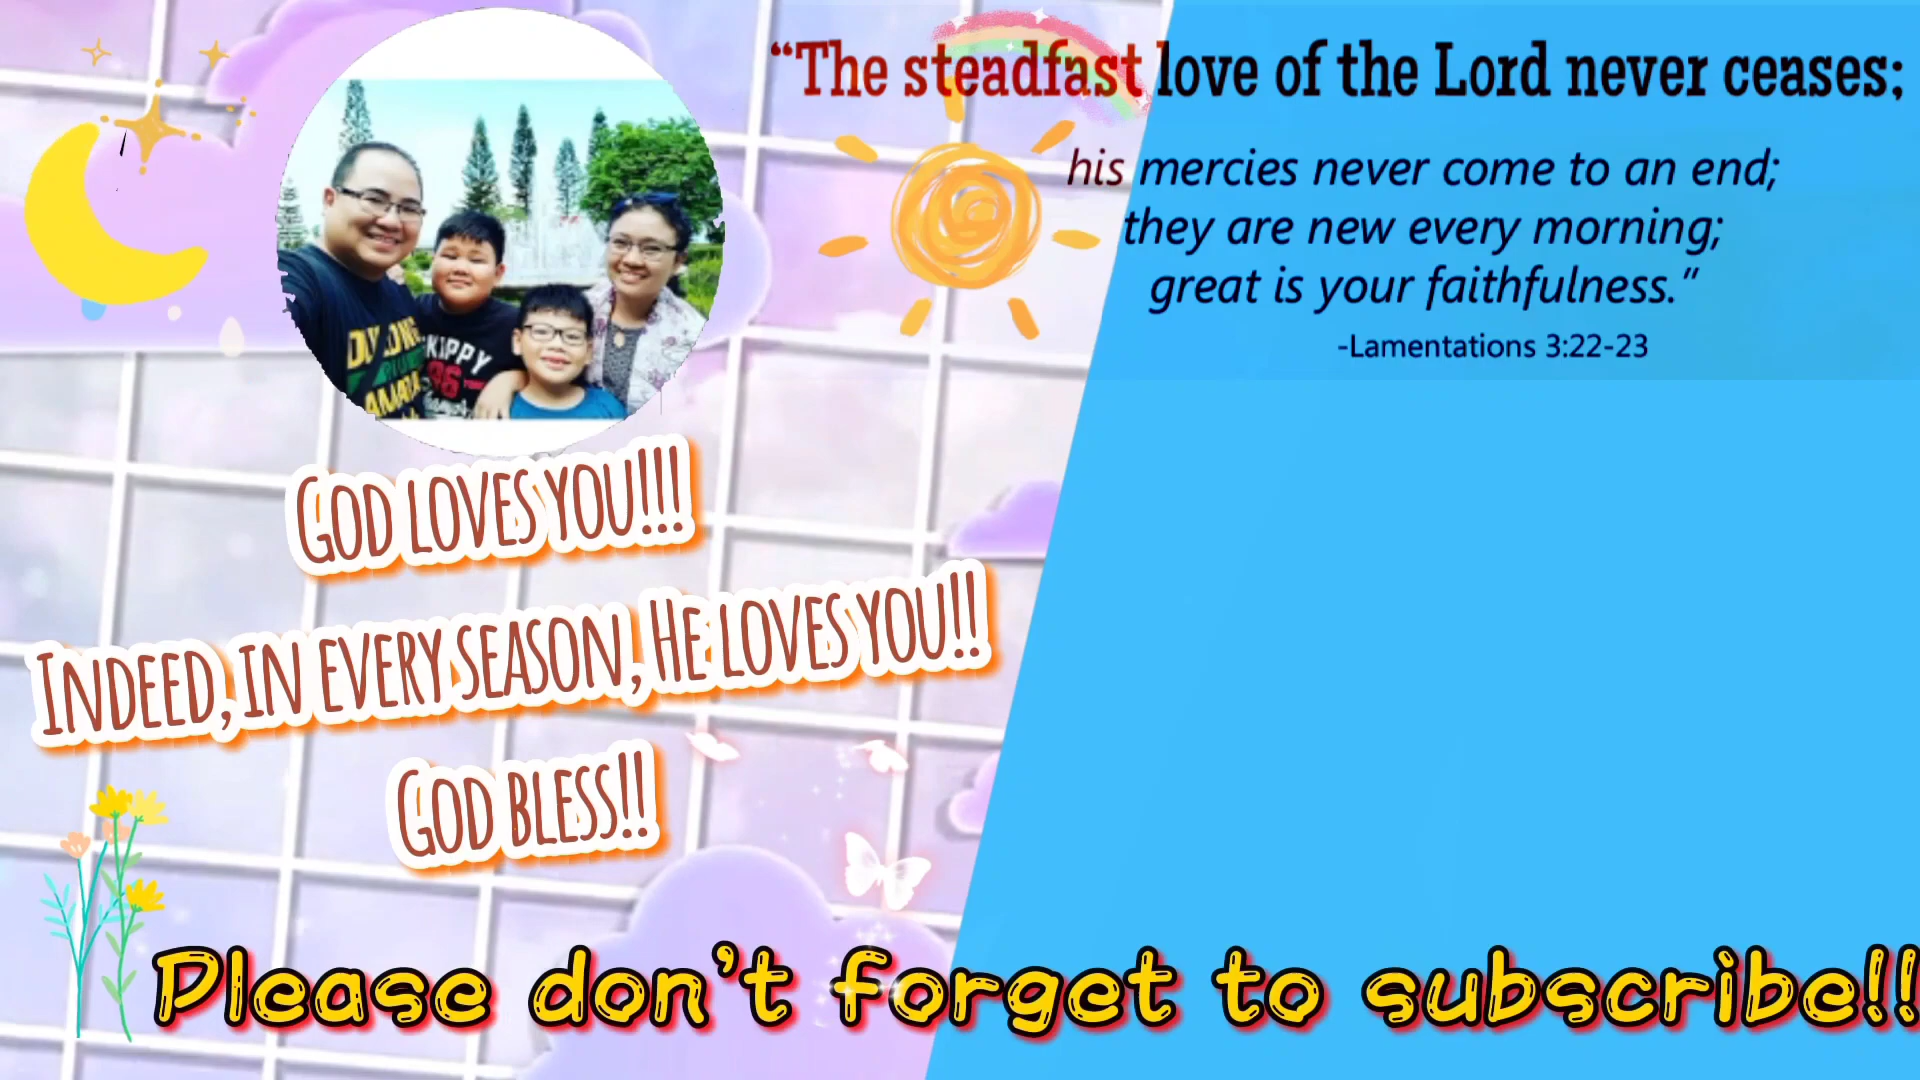 “The steadfast love of the Lord never ceases;
his mercies never come to an end;
they are new every morning;
great is your faithfulness.”
-Lamentations 3:22-23
SKIPPY
86
God loves you!!!
Indeed, in every season, He loves you!!
God bless!!
Please don't forget to subscribe!!